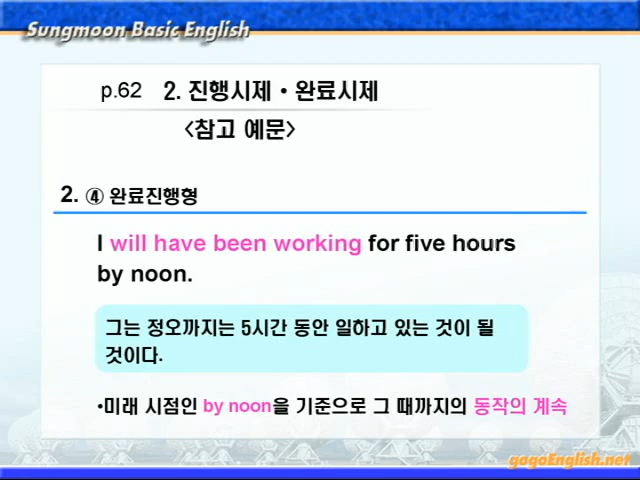 Sungmoon Basic English
p.62 2. 진행시제・완료시제
<참고 예문>
2. ④ 완료진행형
I will have been working for five hours
by noon.
그는 정오까지는 5시간 동안 일하고 있는 것이 될
것이다.
•미래 시점인 by noon을 기준으로 그 때까지의 동작의 계속
gogoEnglish.net